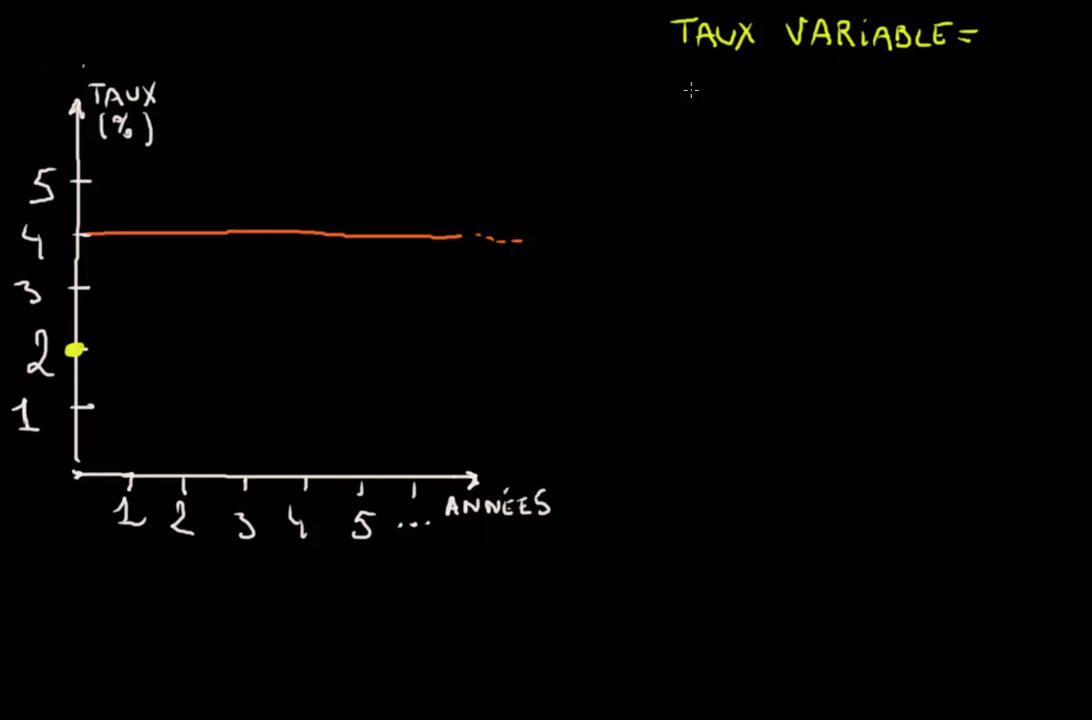 TAUX VARiABLE =
TAUX
(%)
5
4
3
2
1
1 2 3 4 5 ...
ANNÉES